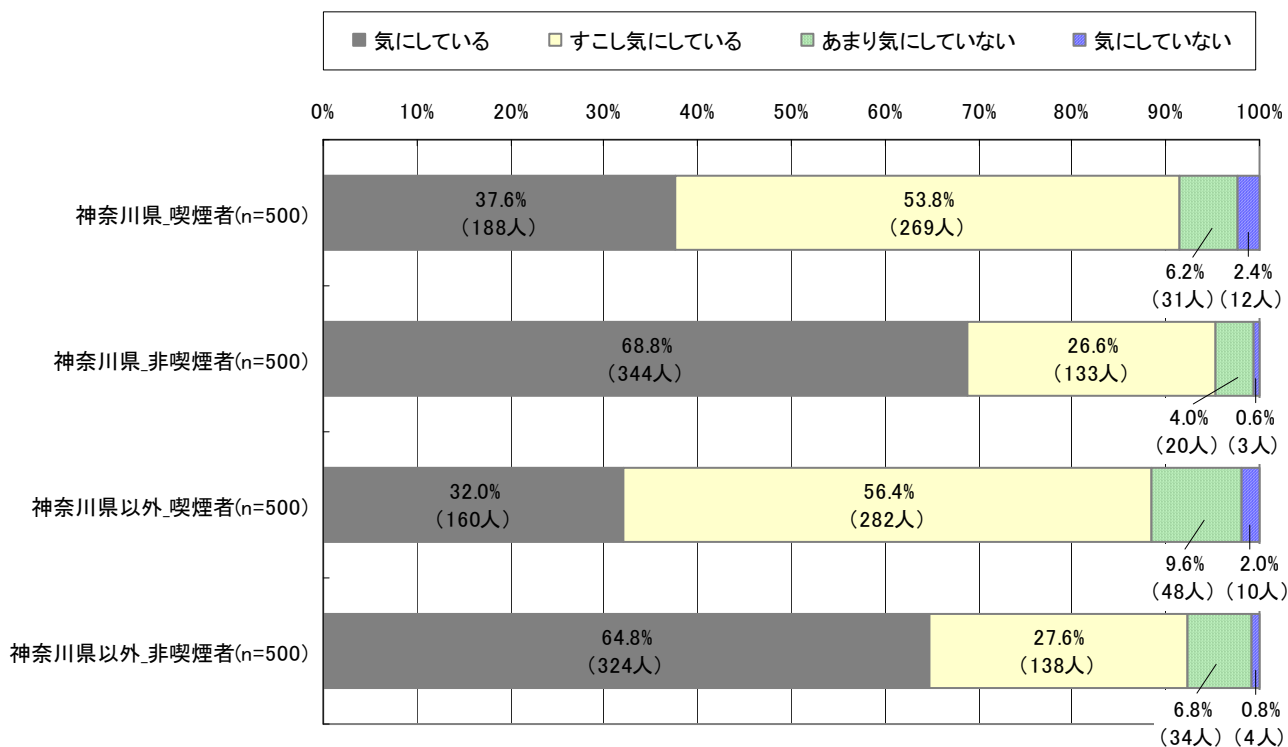 気にしている すこし気にしている あまり気にしていない 気にしていない
0% 10% 20% 30% 40% 50% 60% 70% 80% 90% 100%
神奈川県_喫煙者(n=500)
37.6%
(188人)
53.8%
(269人)
6.2%
(31人)
2.4%
(12人)
神奈川県_非喫煙者(n=500)
68.8%
(344人)
26.6%
(133人)
4.0%
(20人)
0.6%
(3人)
神奈川県以外_喫煙者(n=500)
32.0%
(160人)
56.4%
(282人)
9.6%
(48人)
2.0%
(10人)
神奈川県以外_非喫煙者(n=500)
64.8%
(324人)
27.6%
(138人)
6.8%
(34人)
0.8%
(4人)